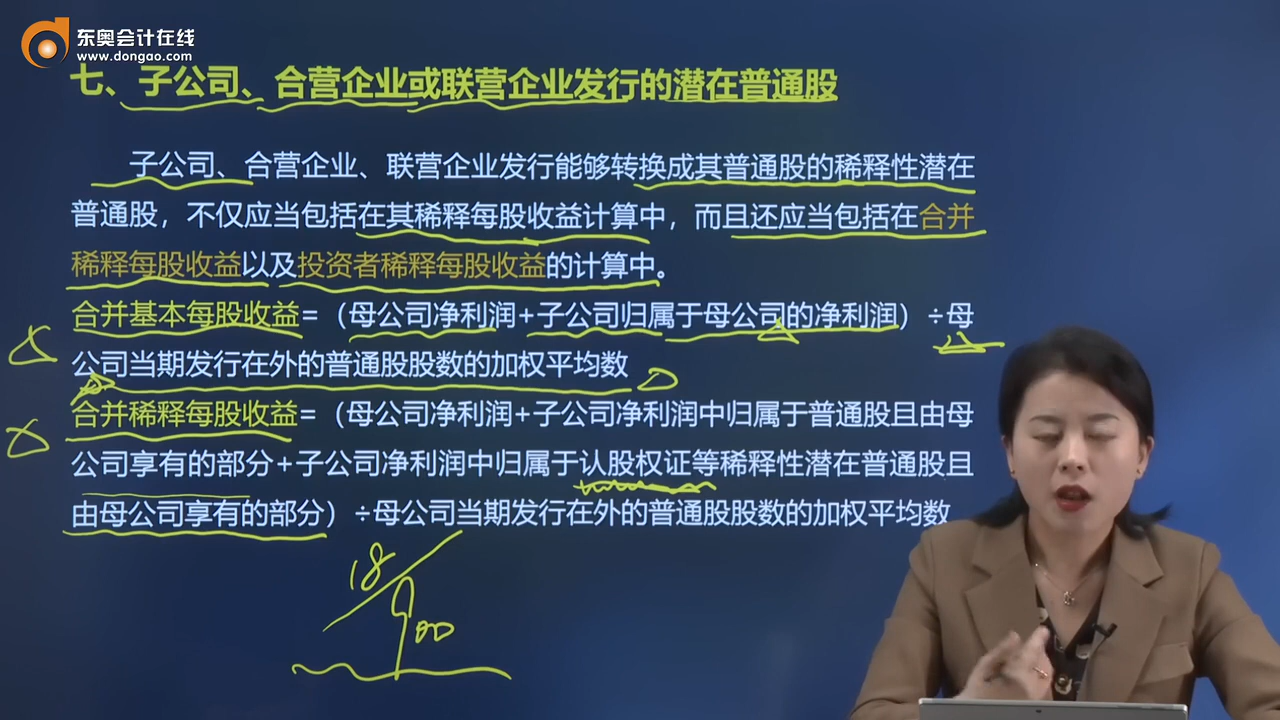 东奥会计在线
www.dongao.com
七、子公司、合营企业或联营企业发行的潜在普通股
子公司、合营企业、联营企业发行能够转换成其普通股的稀释性潜在
普通股，不仅应当包括在其稀释每股收益计算中，而且还应当包括在合并
稀释每股收益以及投资者稀释每股收益的计算中。
合并基本每股收益=（母公司净利润+子公司归属于母公司的净利润）÷母
公司当期发行在外的普通股股数的加权平均数
合并稀释每股收益=（母公司净利润+子公司净利润中归属于普通股且由母
公司享有的部分+子公司净利润中归属于认股权证等稀释性潜在普通股且
由母公司享有的部分）÷母公司当期发行在外的普通股股数的加权平均数
18